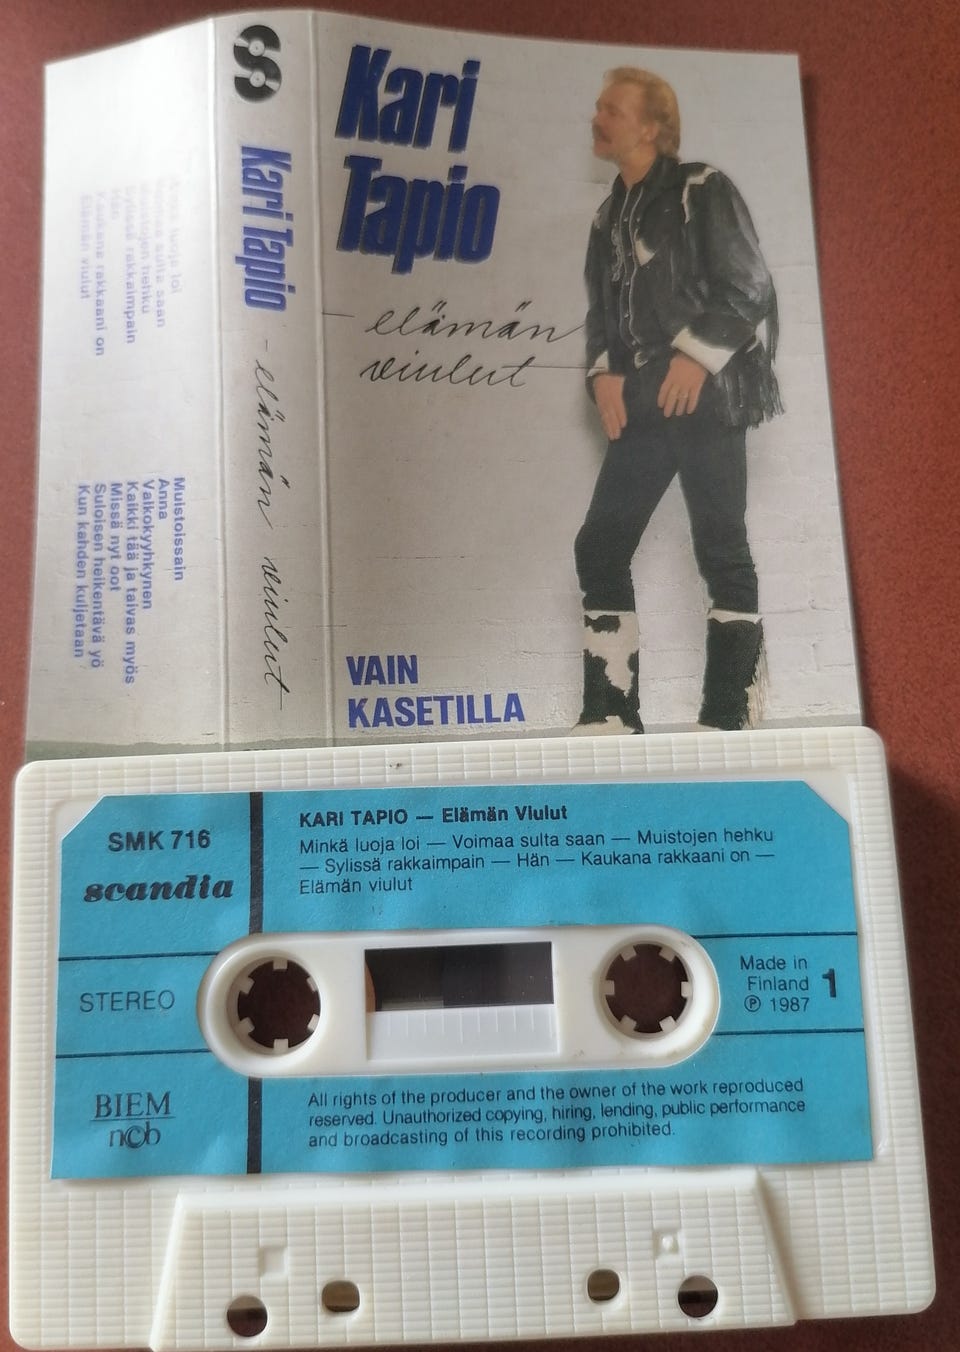 Kari
Tapio
elämän
viulut
VAIN
KASETILLA
Kari Tapio - elämän viulut
Minkä luoja loi
Voimaa sulta saan
Muistojen hehku
Sylissä rakkaimpain
Hän
Kaukana rakkaani on
Elämän viulut
Muistoissain
Anna
Valkokyyhkynen
Kaikki tää ja taivas myös
Missä nyt oot
Suloisen heikentävä yö
Kun kahden kuljetaan
SMK 716
scandia
STEREO
BIEM
ncb
KARI TAPIO — Elämän Viulut
Minkä luoja loi — Voimaa sulta saan — Muistojen hehku
— Sylissä rakkaimpain — Hän — Kaukana rakkaani on —
Elämän viulut
Made in
Finland
℗ 1987
1
All rights of the producer and the owner of the work reproduced
reserved. Unauthorized copying, hiring, lending, public performance
and broadcasting of this recording prohibited.